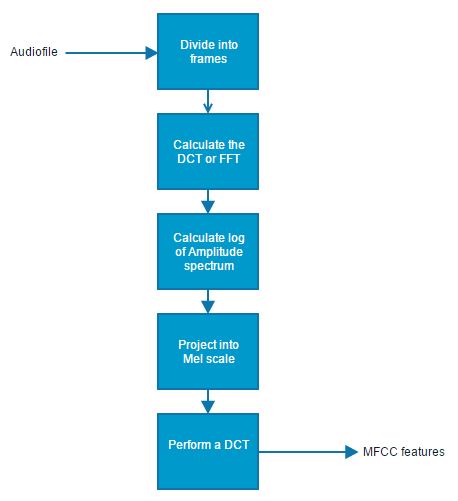 Audiofile
Divide into
frames
Calculate the
DCT or FFT
Calculate log
of Amplitude
spectrum
Project into
Mel scale
Perform a DCT
MFCC features